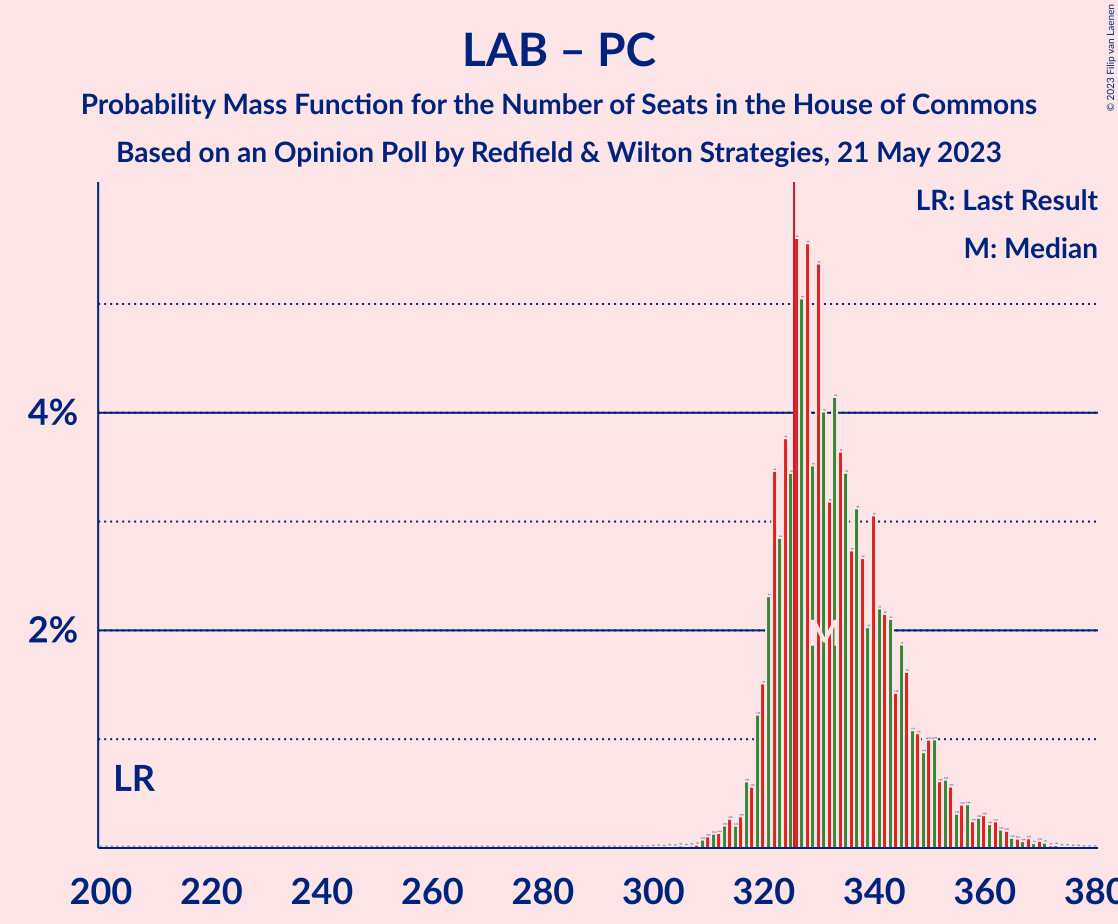 LAB – PC
Probability Mass Function for the Number of Seats in the House of Commons
Based on an Opinion Poll by Redfield & Wilton Strategies, 21 May 2023
© 2023 Filip van Laenen
LR: Last Result
M: Median
4%
2%
M
LR
200 220 240 260 280 300 320 340 360 380